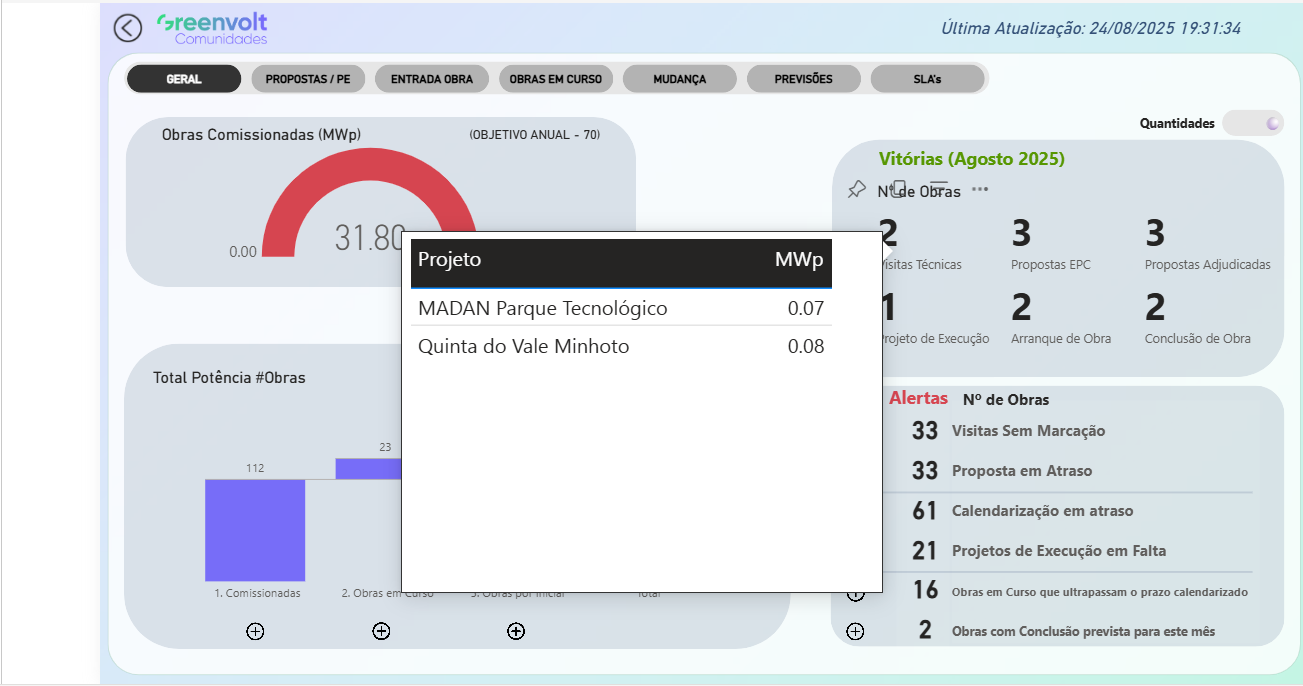 Greenvolt
Comunidades
Última Atualização: 24/08/2025 19:31:34
GERAL
PROPOSTAS / PE
ENTRADA OBRA
OBRAS EM CURSO
MUDANÇA
PREVISÕES
SLA's
Quantidades
Obras Comissionadas (MWp)
(OBJETIVO ANUAL - 70)
0.00
31.80
Vitórias (Agosto 2025)
Nº de Obras
2
3
3
Visitas Técnicas
Propostas EPC
Propostas Adjudicadas
1
2
2
Projeto de Execução
Arranque de Obra
Conclusão de Obra
Projeto MWp
MADAN Parque Tecnológico 0.07
Quinta do Vale Minhoto 0.08
Total Potência #Obras
112
23
1. Comissionadas
2. Obras em Curso
3. Obras por Iniciar
Total
Alertas Nº de Obras
33 Visitas Sem Marcação
33 Proposta em Atraso
61 Calendarização em atraso
21 Projetos de Execução em Falta
16 Obras em Curso que ultrapassam o prazo calendarizado
2 Obras com Conclusão prevista para este mês